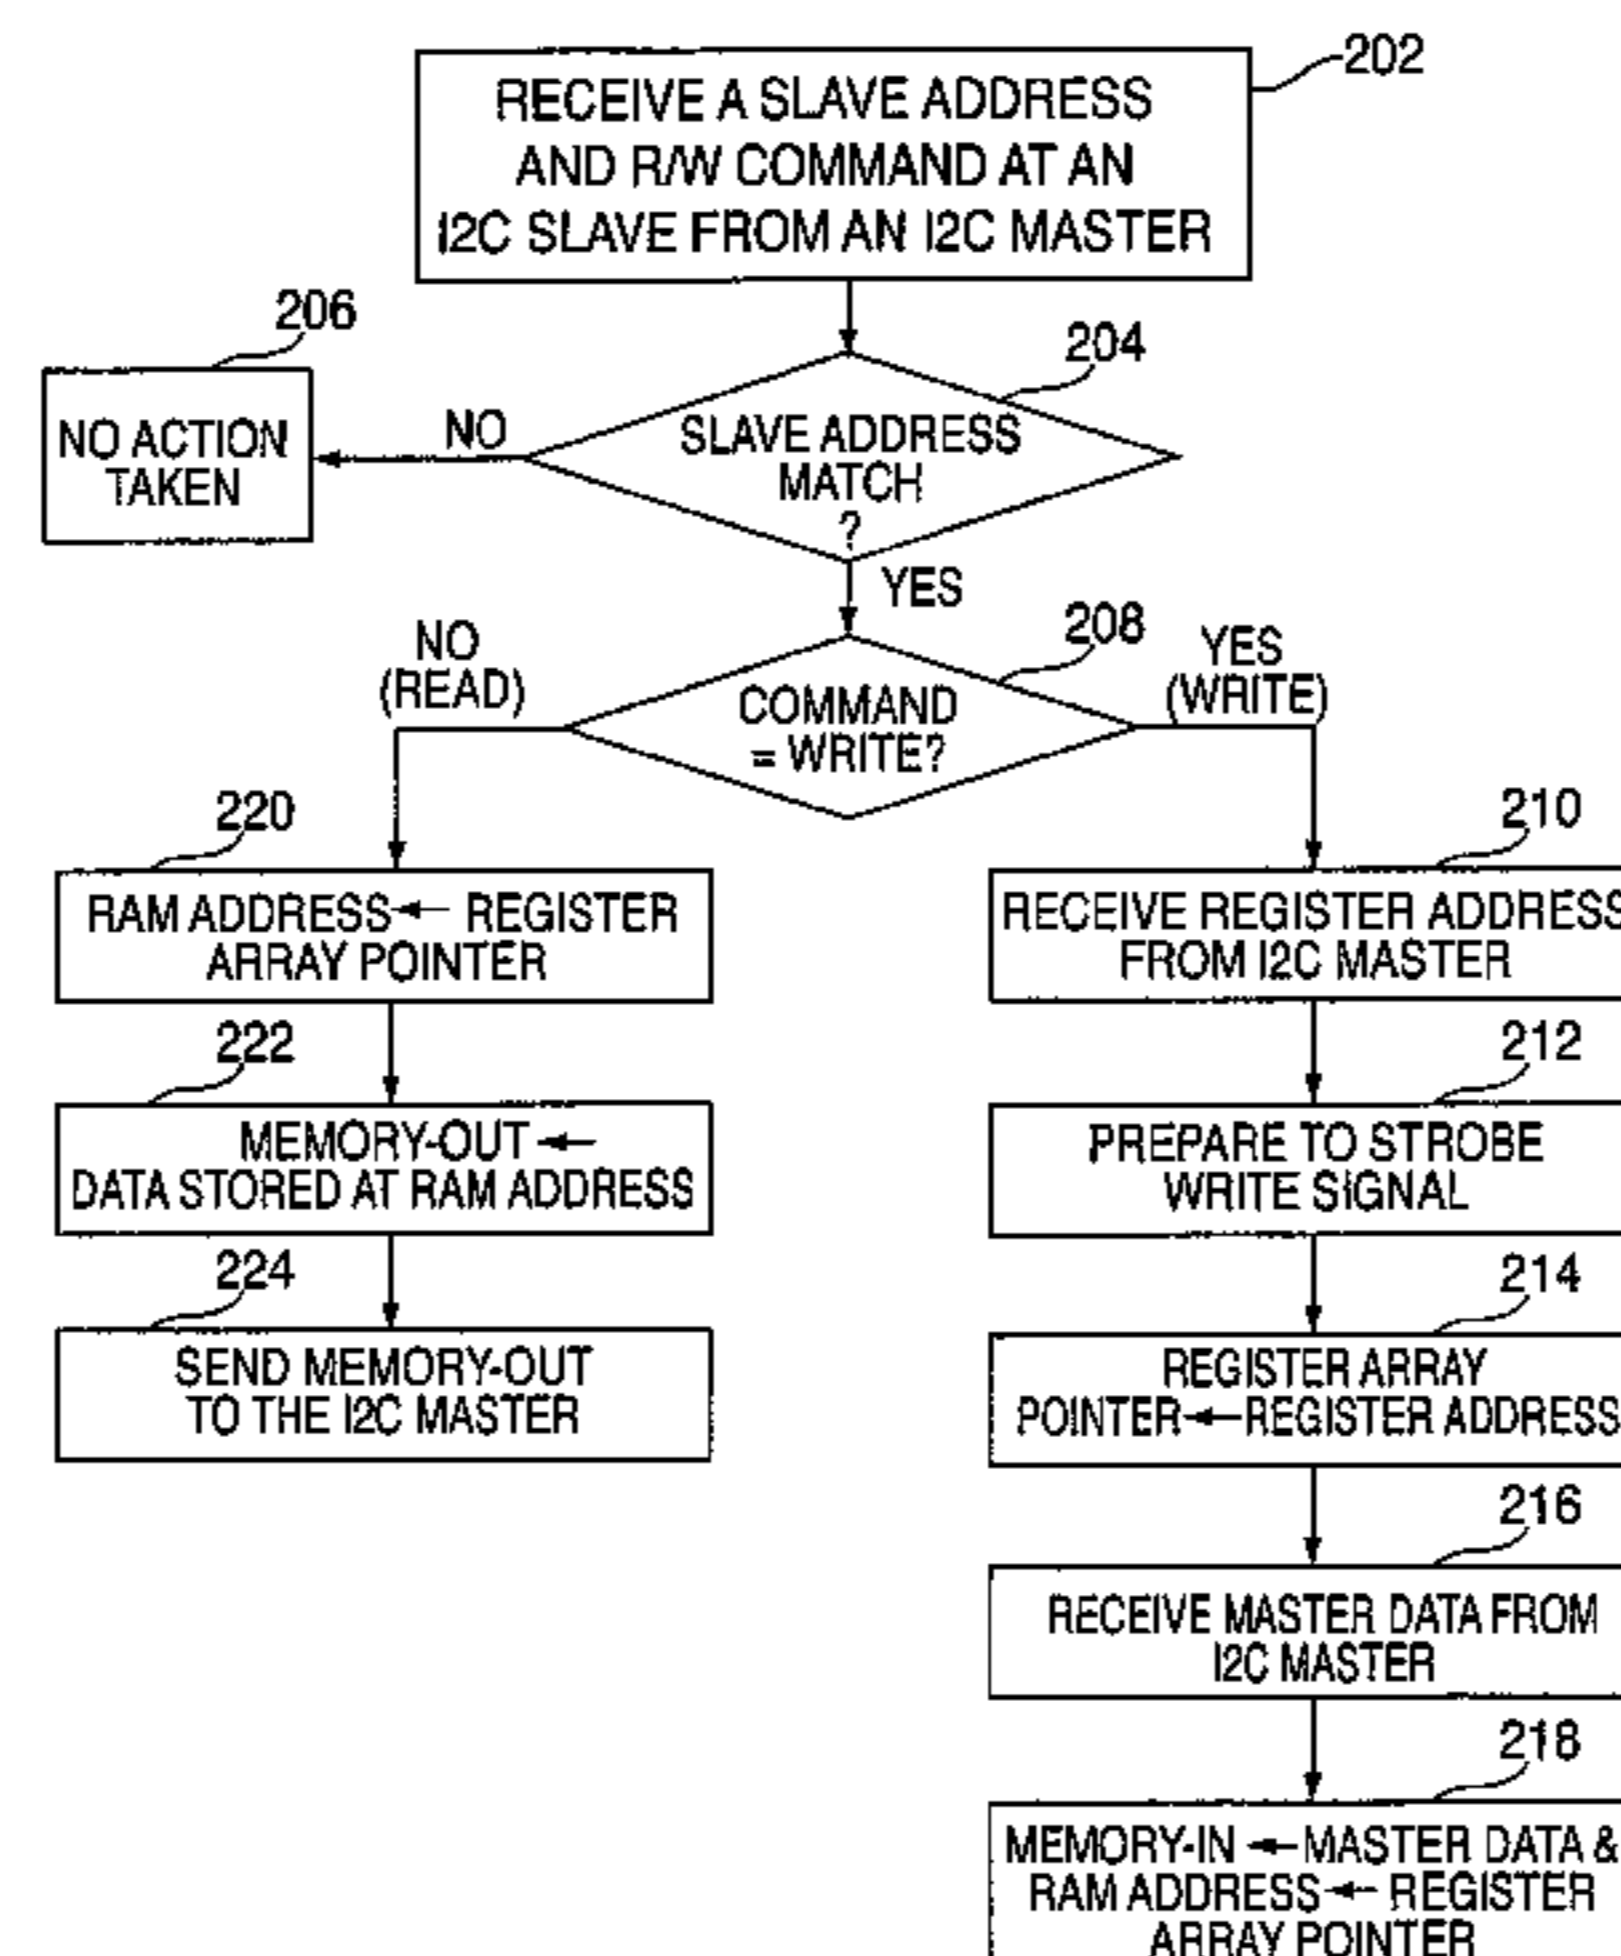 202
RECEIVE A SLAVE ADDRESS
AND R/W COMMAND AT AN
I2C SLAVE FROM AN I2C MASTER
206
NO ACTION
TAKEN
NO
204
SLAVE ADDRESS
MATCH
?
YES
208
COMMAND
= WRITE?
NO
(READ)
YES
(WRITE)
220
RAM ADDRESS ← REGISTER
ARRAY POINTER
222
MEMORY-OUT ←
DATA STORED AT RAM ADDRESS
224
SEND MEMORY-OUT
TO THE I2C MASTER
210
RECEIVE REGISTER ADDRESS
FROM I2C MASTER
212
PREPARE TO STROBE
WRITE SIGNAL
214
REGISTER ARRAY
POINTER ← REGISTER ADDRESS
216
RECEIVE MASTER DATA FROM
I2C MASTER
218
MEMORY-IN ← MASTER DATA &
RAM ADDRESS ← REGISTER
ARRAY POINTER